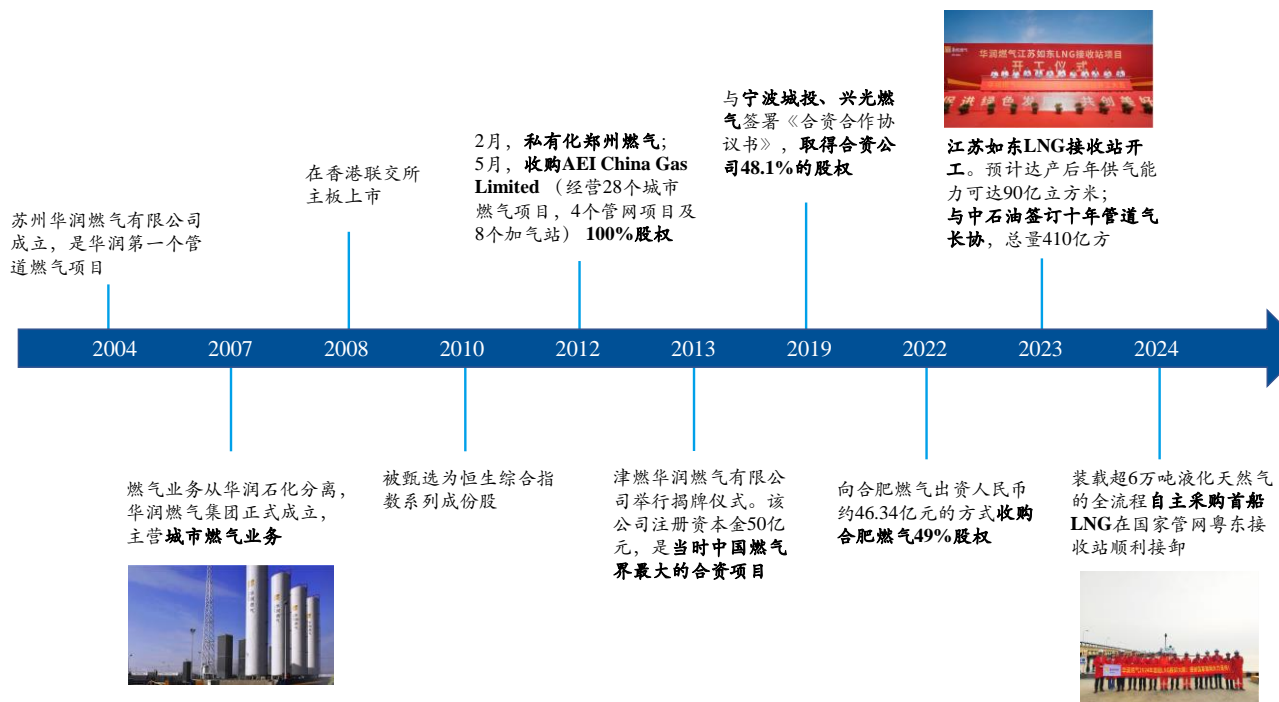 苏州华润燃气有限公司
成立，是华润第一个管
道燃气项目
在香港联交所
主板上市
2月，私有化郑州燃气；
5月，收购AEI China Gas
Limited （经营28个城市
燃气项目，4个管网项目及
8个加气站） 100%股权
与宁波城投、兴光燃
气签署《合资合作协
议书》，取得合资公
司48.1%的股权
华润燃气江苏如东LNG接收站项目
开工仪式
江苏如东LNG接收站开
工。预计达产后年供气能
力可达90亿立方米；
与中石油签订十年管道气
长协，总量410亿方
2004 2007 2008 2010 2012 2013 2019 2022 2023 2024
燃气业务从华润石化分离，
华润燃气集团正式成立，
主营城市燃气业务
被甄选为恒生综合指
数系列成份股
津燃华润燃气有限公
司举行揭牌仪式。该
公司注册资本金50亿
元，是当时中国燃气
界最大的合资项目
向合肥燃气出资人民币
约46.34亿元的方式收购
合肥燃气49%股权
装载超6万吨液化天然气
的全流程自主采购首船
LNG在国家管网粤东接
收站顺利接卸